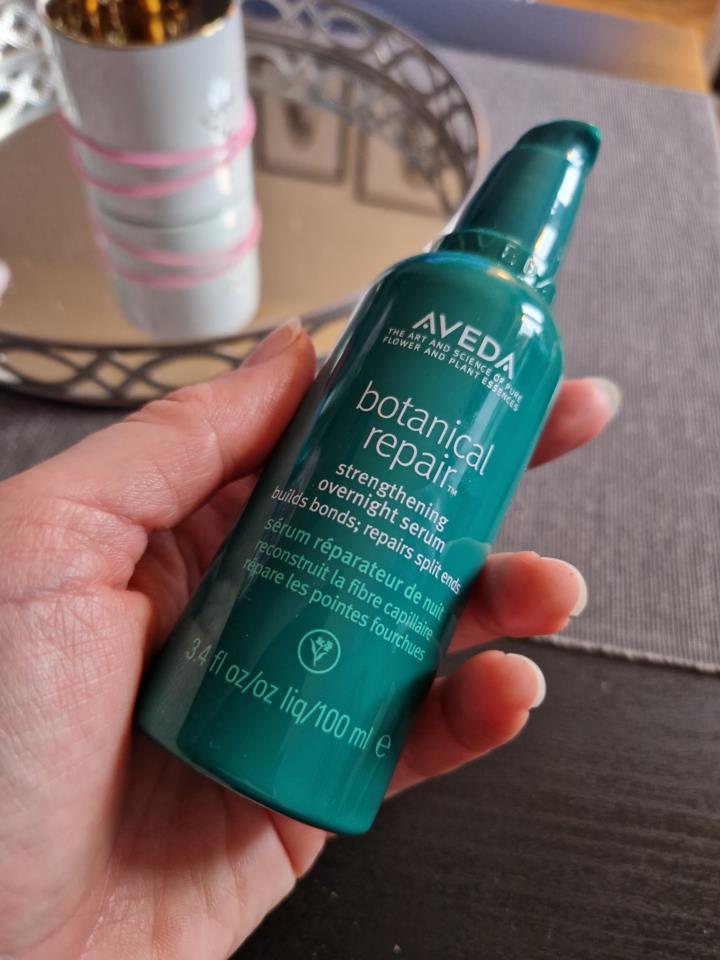 AVEDA
THE ART AND SCIENCE OF PURE
FLOWER AND PLANT ESSENCES
botanical
repair™
strengthening
overnight serum
builds bonds; repairs split ends
sérum réparateur de nuit
reconstruit la fibre capillaire
répare les pointes fourchues
3.4 fl oz/oz liq/100 ml ℮